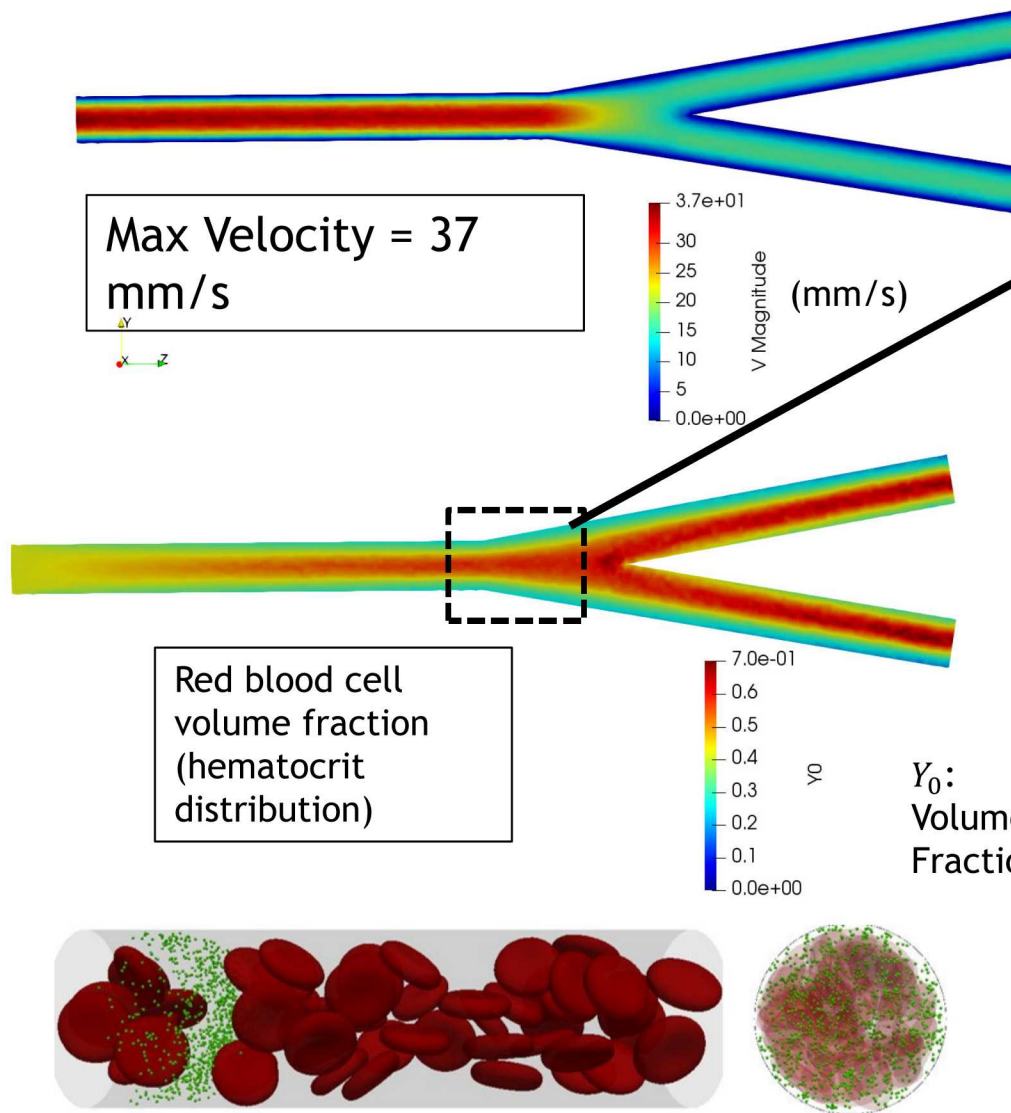 Max Velocity = 37
mm/s
Y
X
Z
3.7e+01
30
25
20
15
10
5
0.0e+00
V Magnitude
(mm/s)
Red blood cell
volume fraction
(hematocrit
distribution)
7.0e-01
0.6
0.5
0.4
0.3
0.2
0.1
0.0e+00
Y0
Y₀:
Volume
Fractio